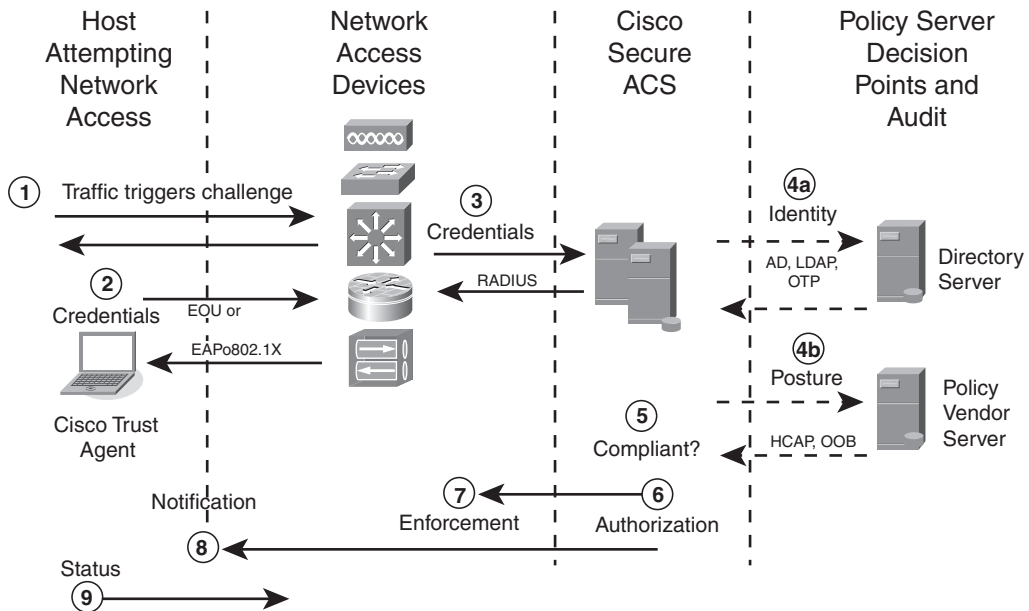 Host
Attempting
Network
Access
Network
Access
Devices
Cisco
Secure
ACS
Policy Server
Decision
Points and
Audit
1
Traffic triggers challenge
2
Credentials
EOU or
EAPo802.1X
Cisco Trust
Agent
3
Credentials
RADIUS
4a
Identity
AD, LDAP,
OTP
Directory
Server
4b
Posture
HCAP, OOB
Policy
Vendor
Server
5
Compliant?
6
Authorization
7
Enforcement
Notification
8
Status
9